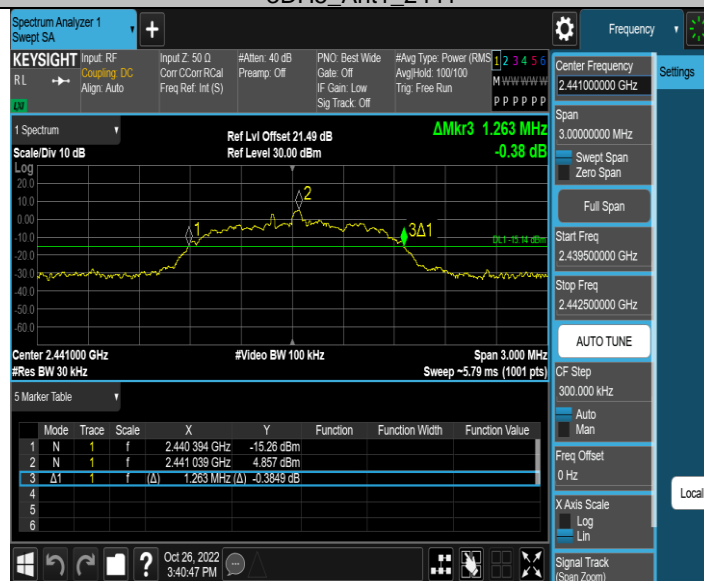 Spectrum Analyzer 1
Swept SA
Frequency
KEYSIGHT
Input: RF
Coupling: DC
Align: Auto
Input Z: 50 Ω
Corr CCorr RCal
Freq Ref: Int (S)
#Atten: 40 dB
Preamp: Off
PNO: Best Wide
Gate: Off
IF Gain: Low
Sig Track: Off
#Avg Type: Power (RMS
Avg|Hold: 100/100
Trig: Free Run
1 2 3 4 5 6
M W W W W W
P P P P P P
R L
1 Spectrum
Ref Lvl Offset 21.49 dB
ΔMkr3 1.263 MHz
Scale/Div 10 dB
Ref Level 30.00 dBm
-0.38 dB
Log
20.0
10.0
0.00
-10.0
-20.0
-30.0
-40.0
-50.0
-60.0
1
2
3Δ1
DL1 -15.14 dBm
Center 2.441000 GHz
#Video BW 100 kHz
Span 3.000 MHz
#Res BW 30 kHz
Sweep ~5.79 ms (1001 pts)
5 Marker Table
Mode Trace Scale X Y Function Function Width Function Value
1 N 1 f 2.440 394 GHz -15.26 dBm
2 N 1 f 2.441 039 GHz 4.857 dBm
3 Δ1 1 f (Δ) 1.263 MHz (Δ) -0.3849 dB
4
5
6
Oct 26, 2022
3:40:47 PM
Center Frequency
2.441000000 GHz
Settings
Span
3.00000000 MHz
Swept Span
Zero Span
Full Span
Start Freq
2.439500000 GHz
Stop Freq
2.442500000 GHz
AUTO TUNE
CF Step
300.000 kHz
Auto
Man
Freq Offset
0 Hz
Local
X Axis Scale
Log
Lin
Signal Track
(Span Zoom)